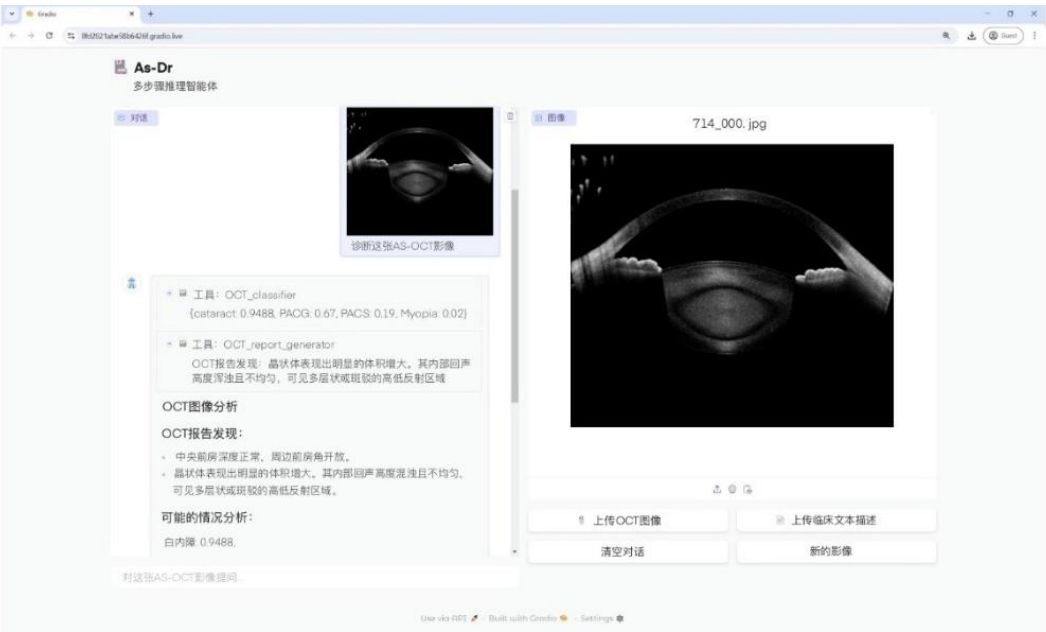 Gradio
8fd2621abe58b6426f.gradio.live
Guest
As-Dr
多步骤推理智能体
对话
诊断这张AS-OCT影像
工具：OCT_classifier
{cataract: 0.9488, PACG: 0.67, PACS: 0.19, Myopia: 0.02}
工具：OCT_report_generator
OCT报告发现：晶状体表现出明显的体积增大。其内部回声
高度浑浊且不均匀，可见多层状或斑驳的高低反射区域
OCT图像分析
OCT报告发现：
中央前房深度正常，周边前房角开放。
晶状体表现出明显的体积增大。其内部回声高度混浊且不均匀，
可见多层状或斑驳的高低反射区域。
可能的情况分析：
白内障: 0.9488,
对这张AS-OCT影像提问...
图像
714_000.jpg
上传OCT图像
上传临床文本描述
清空对话
新的影像
Use via API · Built with Gradio · Settings